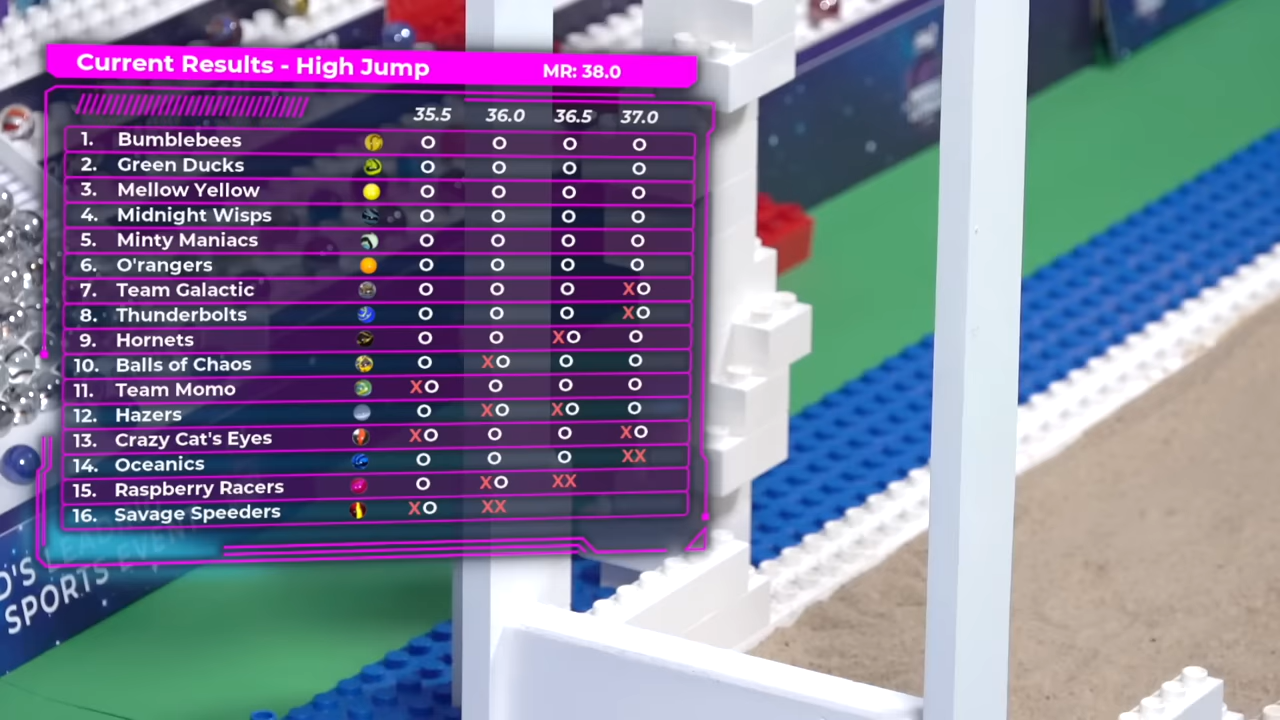 Current Results - High Jump MR: 38.0
35.5 36.0 36.5 37.0
1. Bumblebees O O O O
2. Green Ducks O O O O
3. Mellow Yellow O O O O
4. Midnight Wisps O O O O
5. Minty Maniacs O O O O
6. O'rangers O O O O
7. Team Galactic O O O XO
8. Thunderbolts O O O XO
9. Hornets O O XO O
10. Balls of Chaos O XO O O
11. Team Momo XO O O O
12. Hazers O XO XO O
13. Crazy Cat's Eyes XO O O XO
14. Oceanics O O O XX
15. Raspberry Racers O XO XX
16. Savage Speeders XO XX
D'S LEADING
SPORTS EVENT